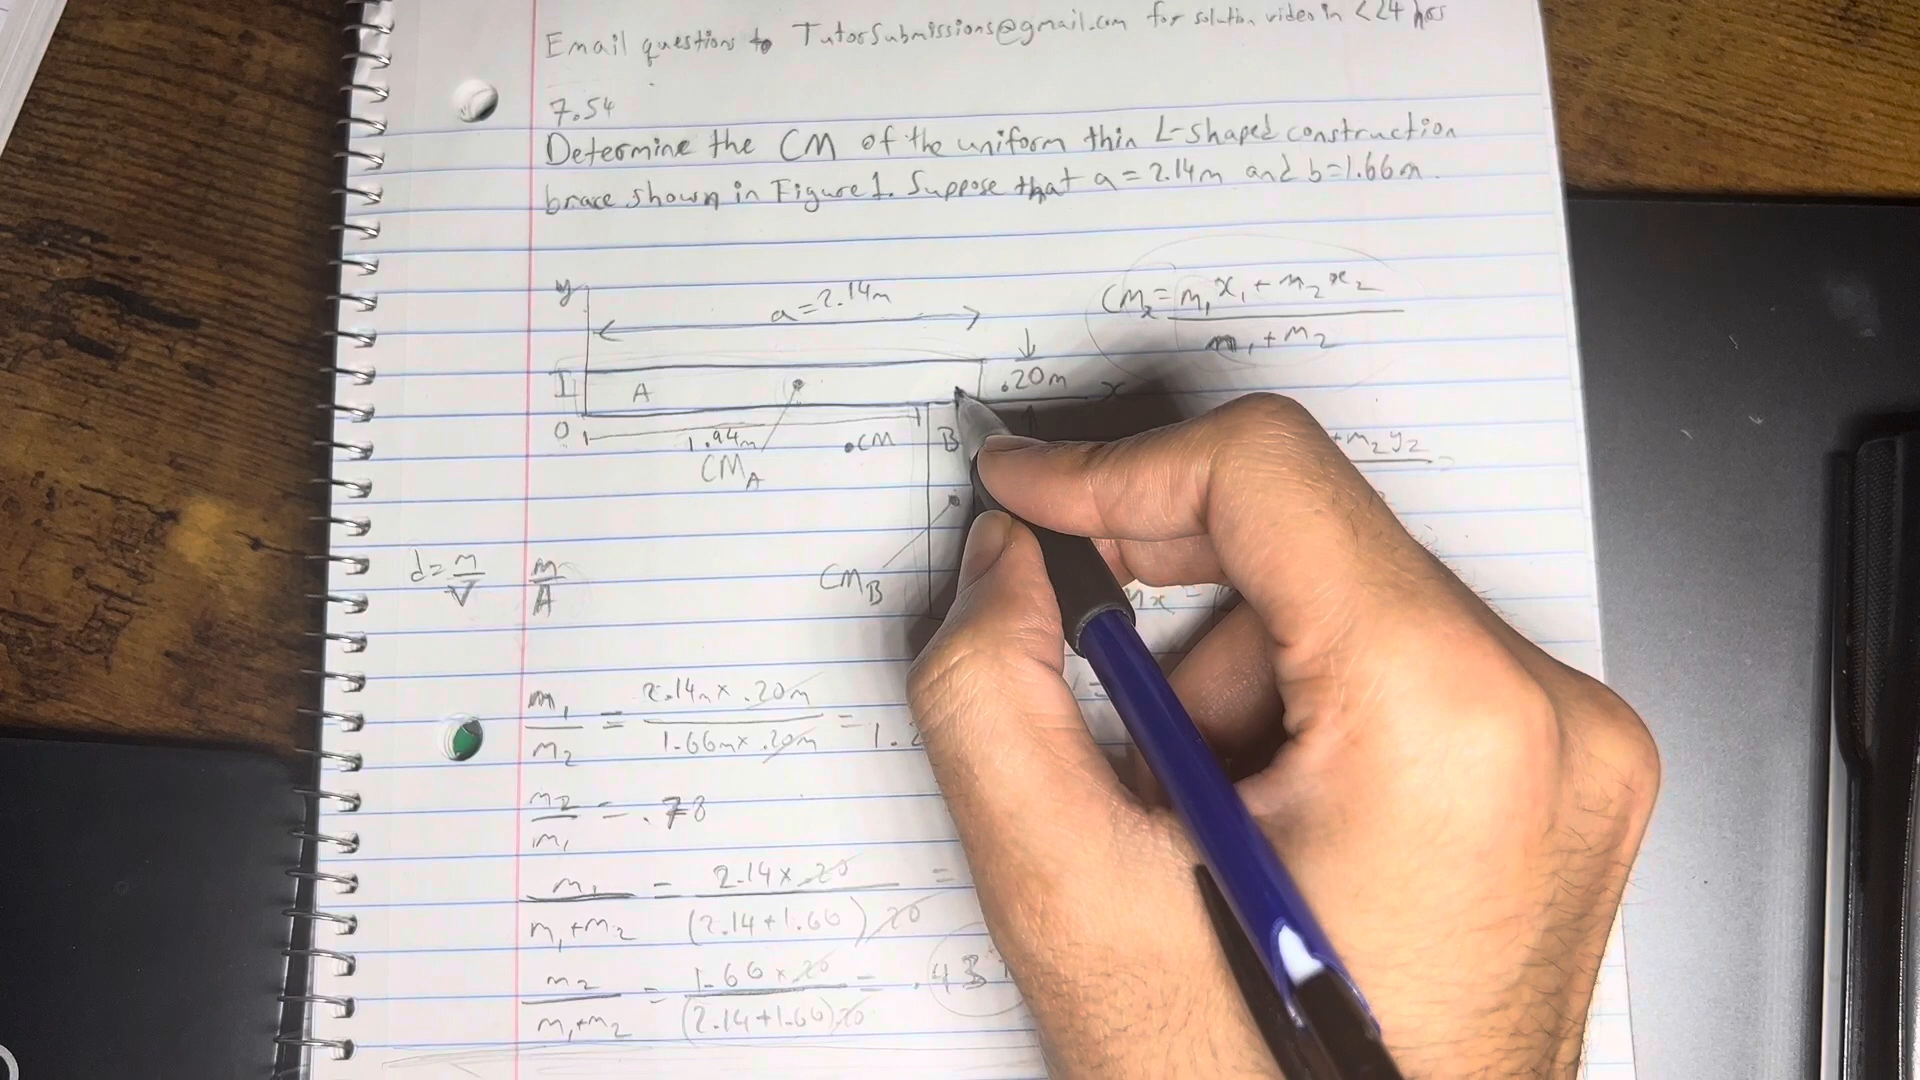 Email questions to TutorSubmissions@gmail.com for solution video in <24 hrs
7.54
Determine the CM of the uniform thin L-shaped construction
brace shown in Figure 1. Suppose that a = 2.14m and b=1.66m.
y
a=2.14m
CMx = m1x1 + m2x2
m1 + m2
I
A
.20m
x
O
1.94m
.CM
B
+m2y2
CMA
CMB
d=m/V
m/A
m1/m2 = 2.14m x .20m / 1.66m x .20m = 1.2
m2/m1 = .78
m1/m1+m2 = 2.14 x .20 / (2.14+1.66) .20 =
m2/m1+m2 = 1.66 x .20 / (2.14+1.66) .20 = .43